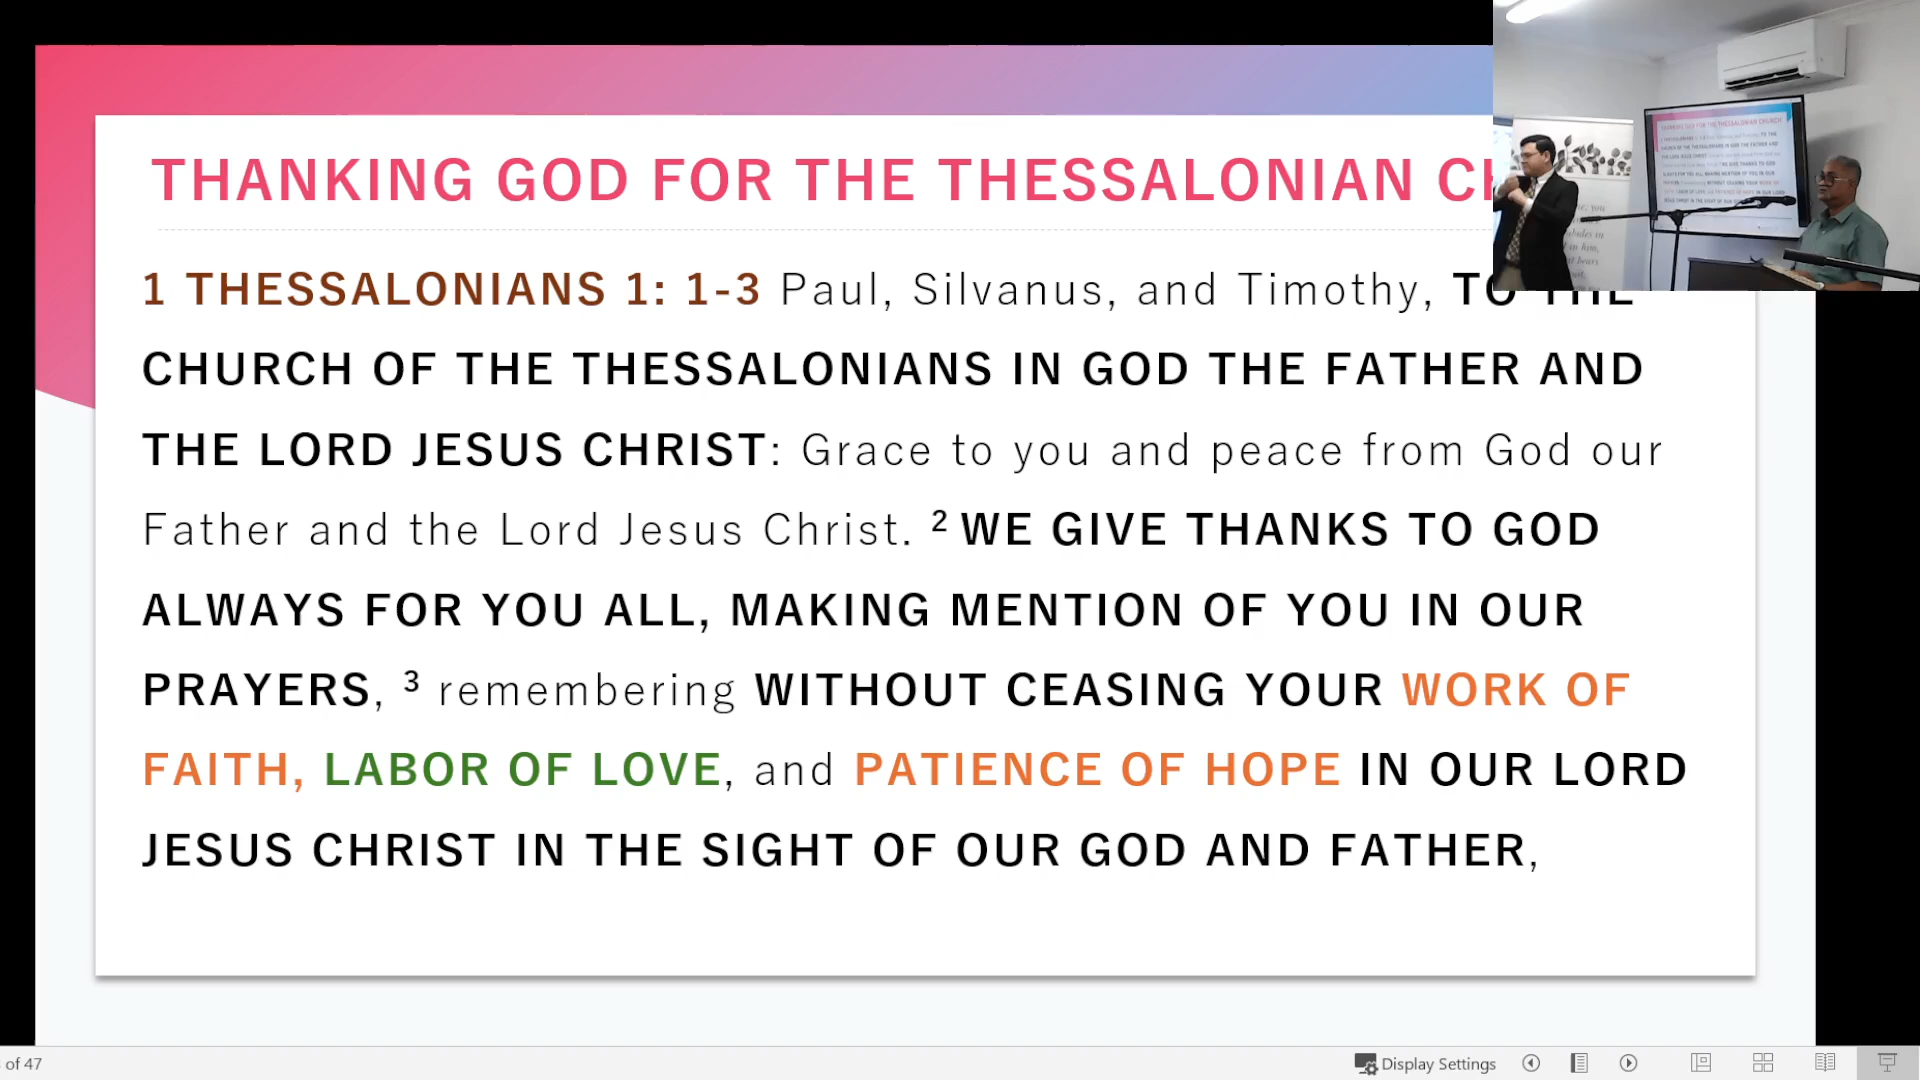 THANKING GOD FOR THE THESSALONIAN CH
1 THESSALONIANS 1: 1-3 Paul, Silvanus, and Timothy, TO THE
CHURCH OF THE THESSALONIANS IN GOD THE FATHER AND
THE LORD JESUS CHRIST: Grace to you and peace from God our
Father and the Lord Jesus Christ. ² WE GIVE THANKS TO GOD
ALWAYS FOR YOU ALL, MAKING MENTION OF YOU IN OUR
PRAYERS, ³ remembering WITHOUT CEASING YOUR WORK OF
FAITH, LABOR OF LOVE, and PATIENCE OF HOPE IN OUR LORD
JESUS CHRIST IN THE SIGHT OF OUR GOD AND FATHER,
of 47
Display Settings